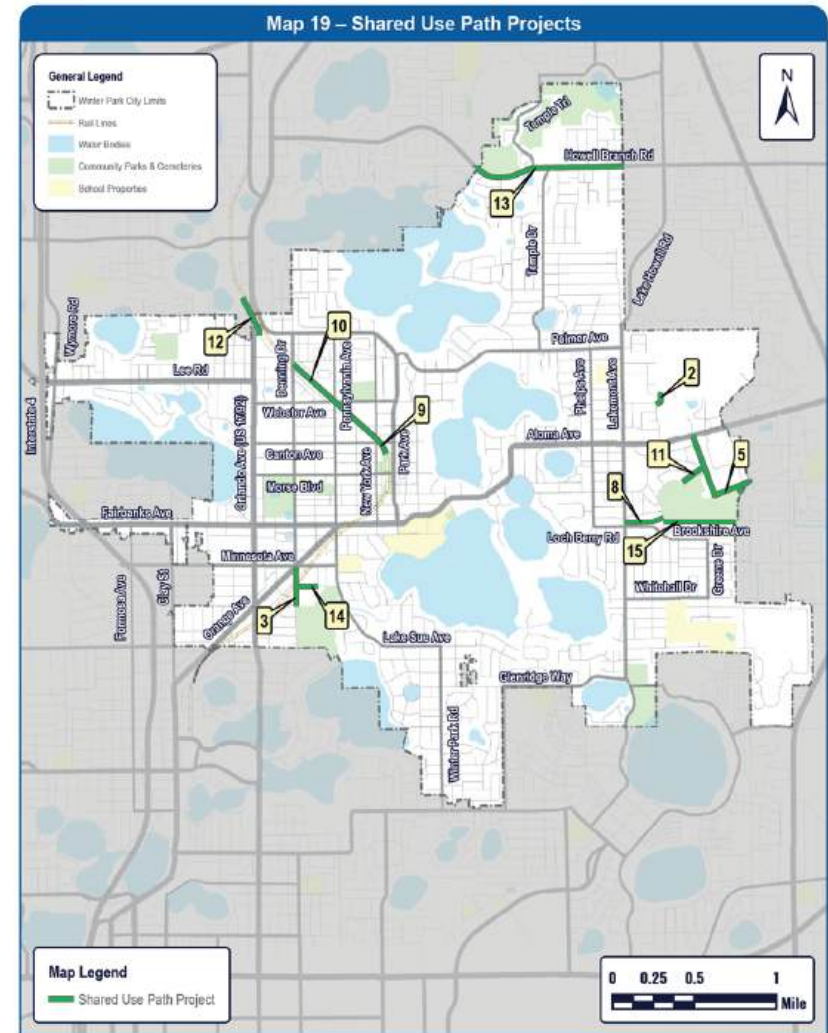 Map 19 – Shared Use Path Projects
General Legend
Winter Park City Limits
Rail Lines
Water Bodies
Community Parks & Cemeteries
School Properties
N
Temple Trl
Howell Branch Rd
13
Temple Dr
Lake Howell Rd
Wymore Rd
12
10
Denning Dr
Pennsylvania Ave
Palmer Ave
Lee Rd
Phelps Ave
Lakemont Ave
2
Webster Ave
9
Interstate 4
Orlando Ave (US 17/92)
Canton Ave
New York Ave
Park Ave
Aloma Ave
11
5
Morse Blvd
8
Fairbanks Ave
Loch Berry Rd
Brookshire Ave
15
Minnesota Ave
Greene Dr
Whitehall Dr
Formosa Ave
Clay St
Orange Ave
3
14
Lake Sue Ave
Glenridge Way
Winter Park Rd
Map Legend
Shared Use Path Project
0 0.25 0.5 1
Mile